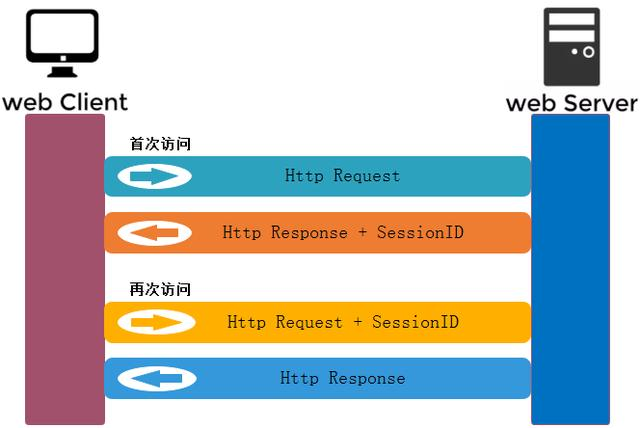 web Client
web Server
首次访问
Http Request
Http Response + SessionID
再次访问
Http Request + SessionID
Http Response